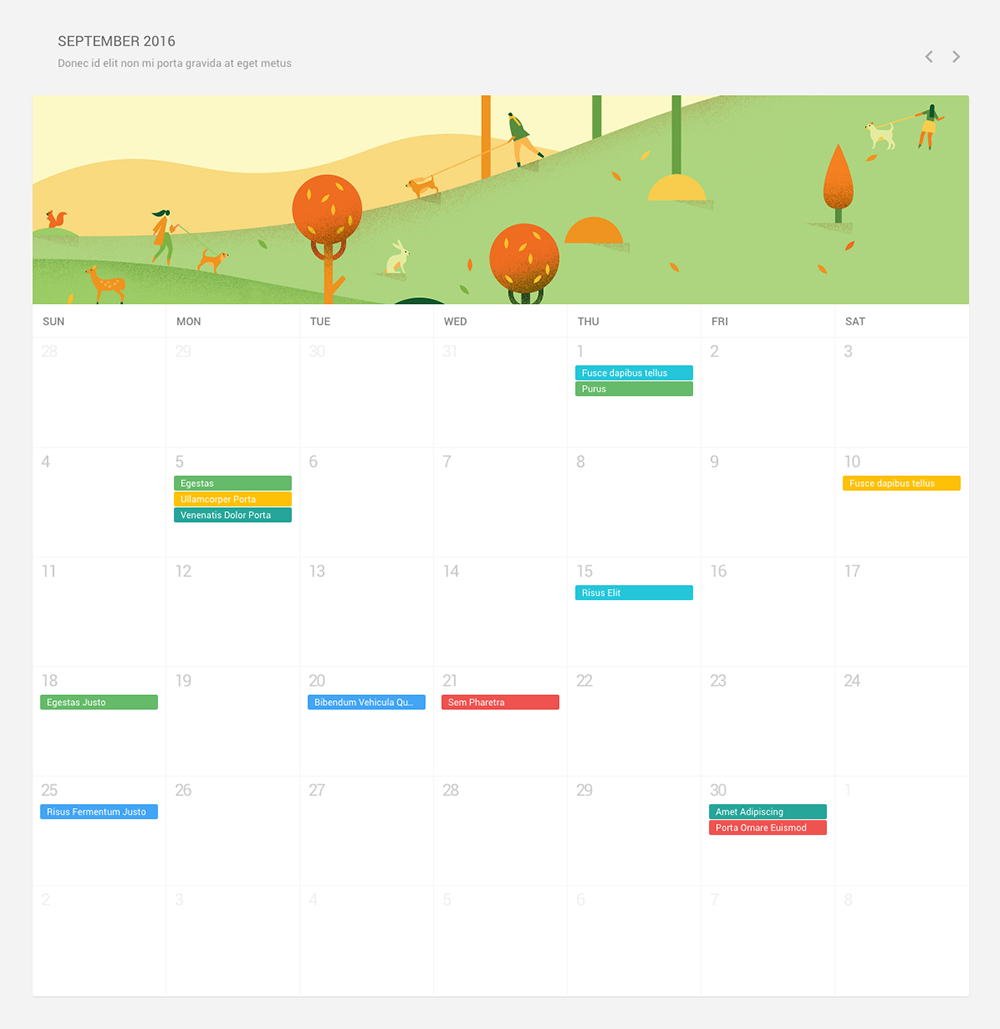 SEPTEMBER 2016
Donec id elit non mi porta gravida at eget metus
SUN MON TUE WED THU FRI SAT
28 29 30 31 1 2 3
Fusce dapibus tellus
Purus
4 5 6 7 8 9 10
Egestas Fusce dapibus tellus
Ullamcorper Porta
Venenatis Dolor Porta
11 12 13 14 15 16 17
Risus Elit
18 19 20 21 22 23 24
Egestas Justo Bibendum Vehicula Qu... Sem Pharetra
25 26 27 28 29 30 1
Risus Fermentum Justo Amet Adipiscing
Porta Ornare Euismod
2 3 4 5 6 7 8